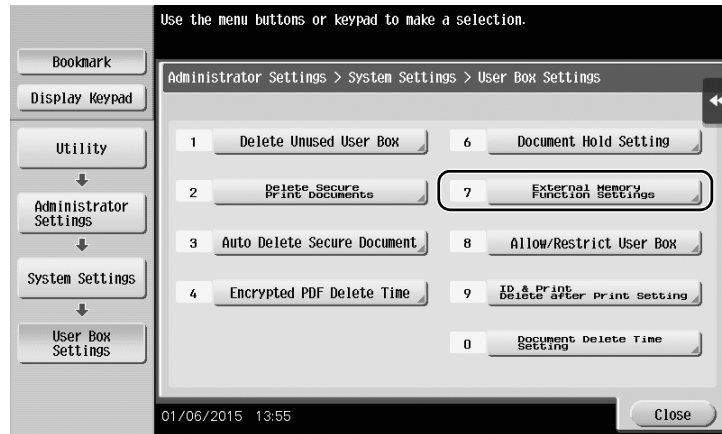 Use the menu buttons or keypad to make a selection.
Bookmark
Display Keypad
Utility
Administrator
Settings
System Settings
User Box
Settings
Administrator Settings > System Settings > User Box Settings
1 Delete Unused User Box
2 Delete Secure
Print Documents
3 Auto Delete Secure Document
4 Encrypted PDF Delete Time
6 Document Hold Setting
7 External Memory
Function Settings
8 Allow/Restrict User Box
9 ID & Print
Delete after Print Setting
0 Document Delete Time
Setting
01/06/2015 13:55
Close